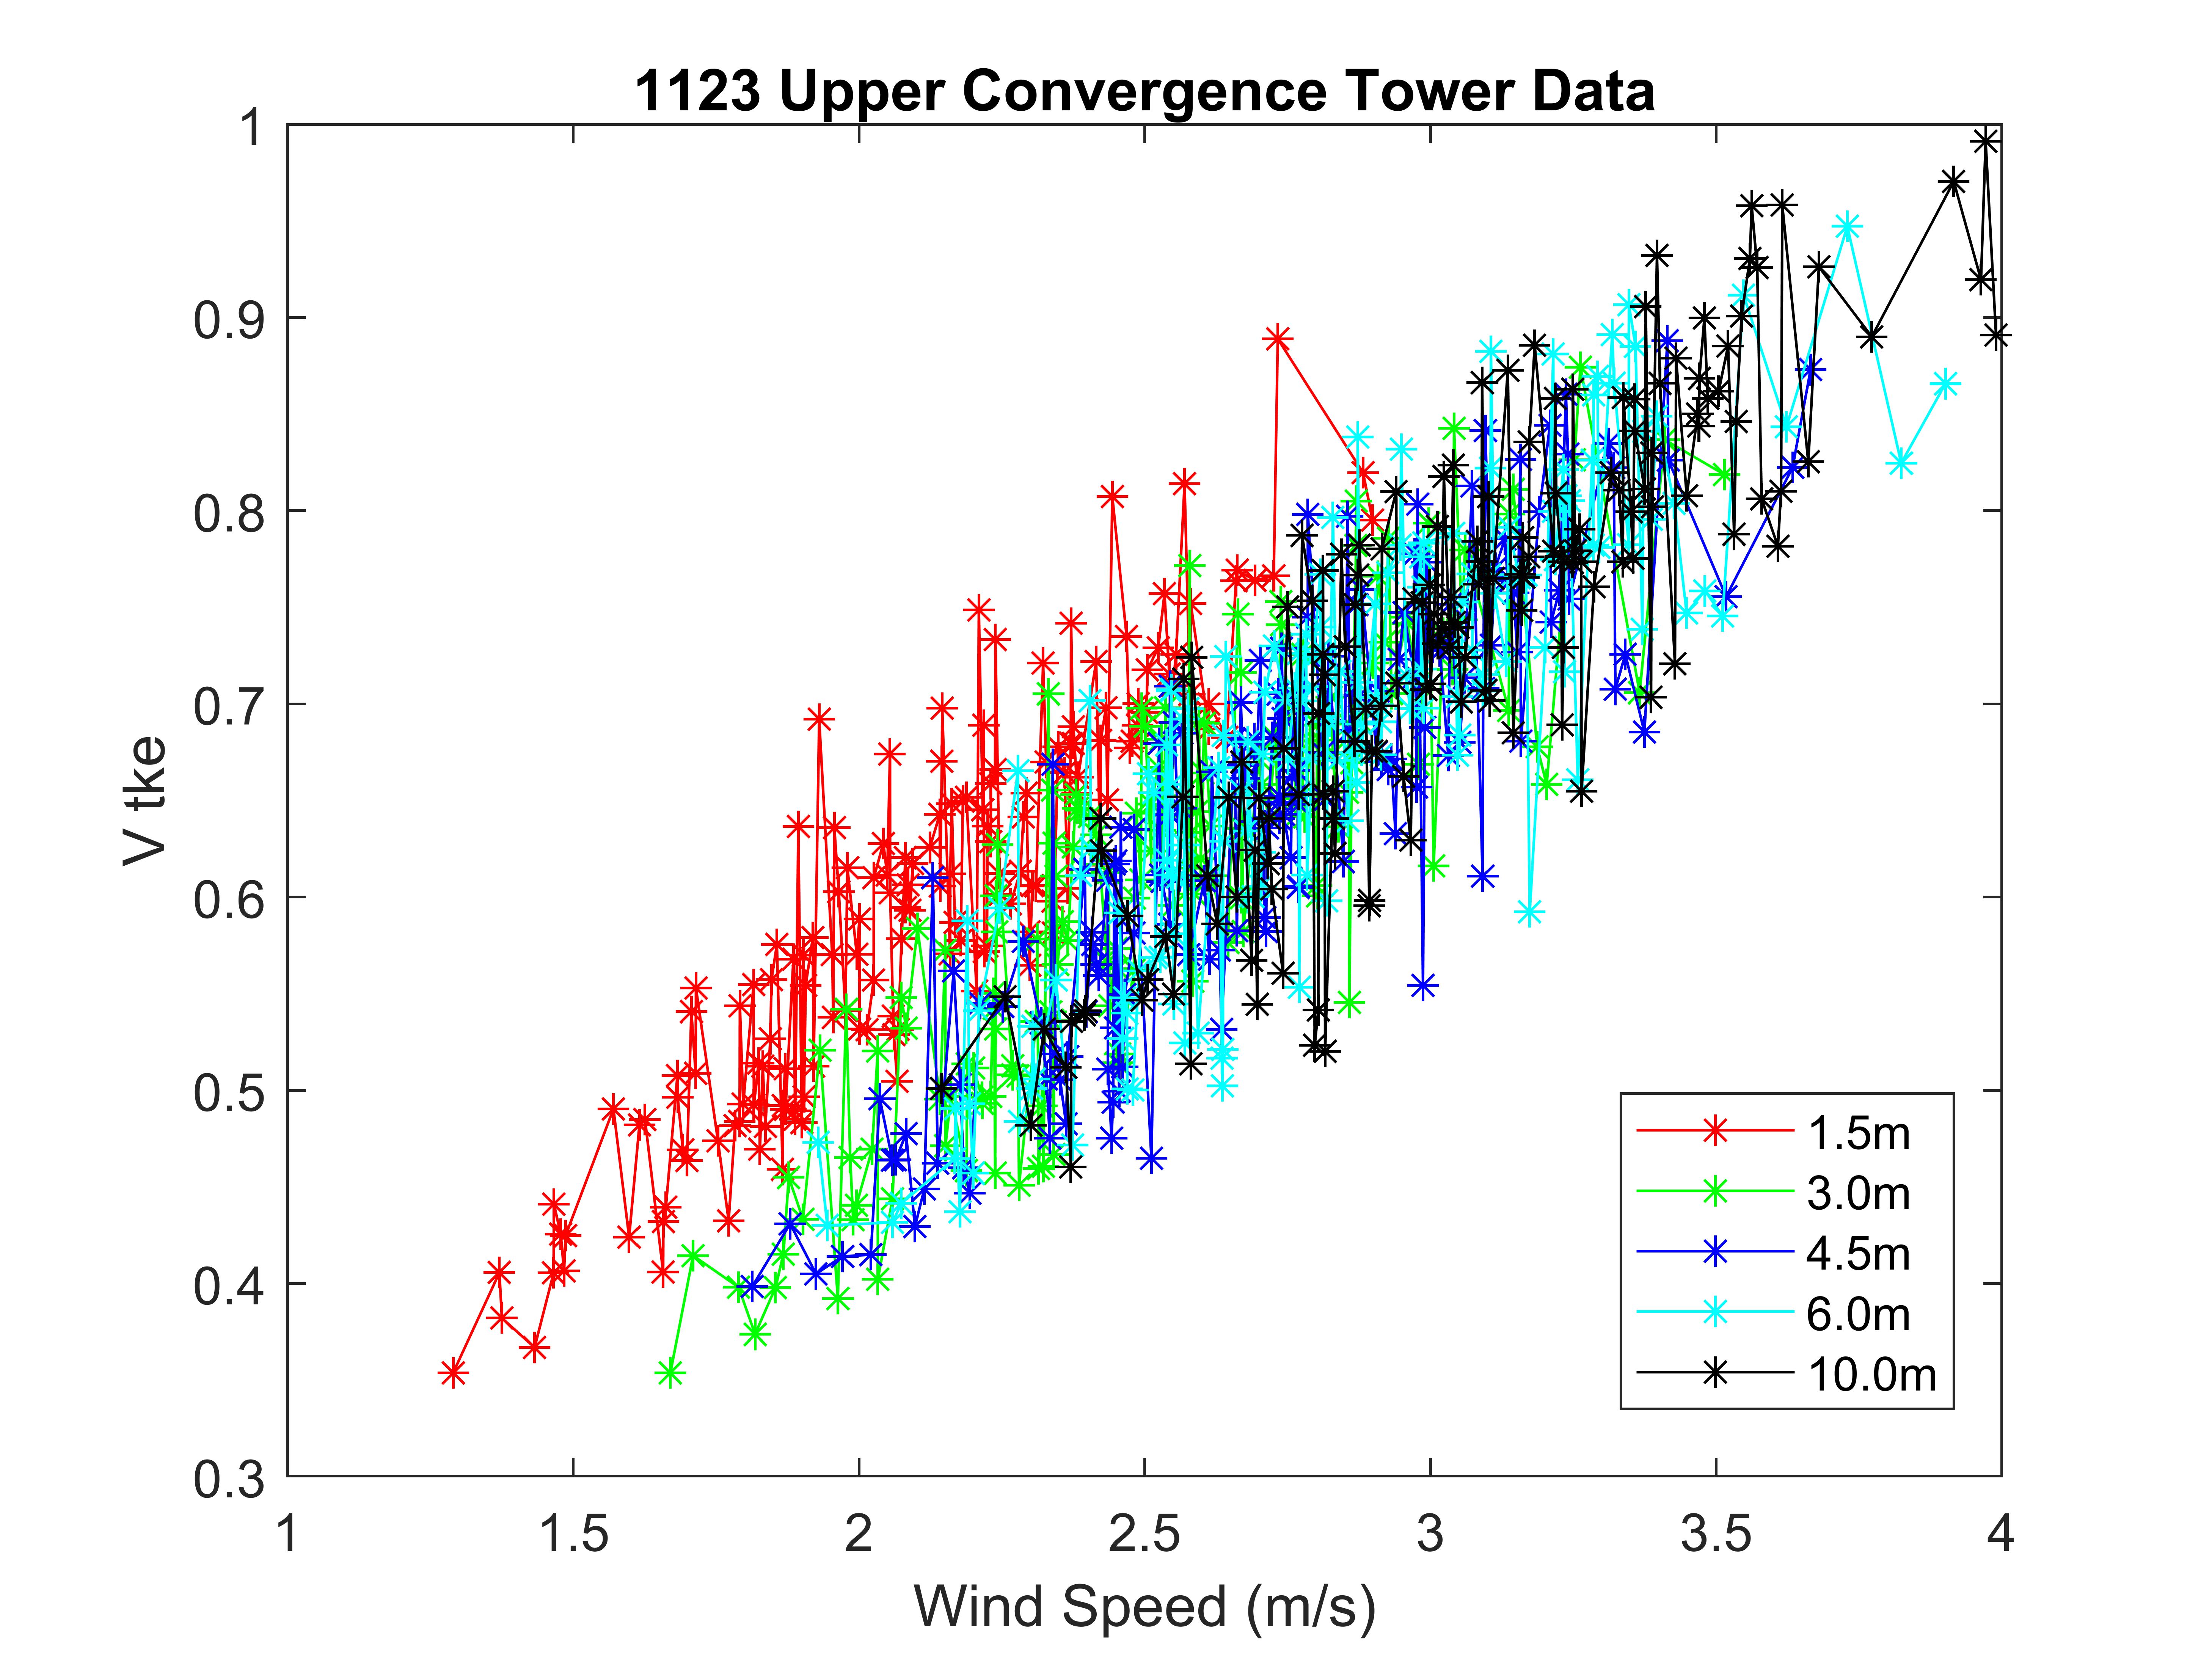 1123 Upper Convergence Tower Data
1
0.9
0.8
0.7
0.6
0.5
0.4
0.3
V tke
1.5m
3.0m
4.5m
6.0m
10.0m
1 1.5 2 2.5 3 3.5 4
Wind Speed (m/s)